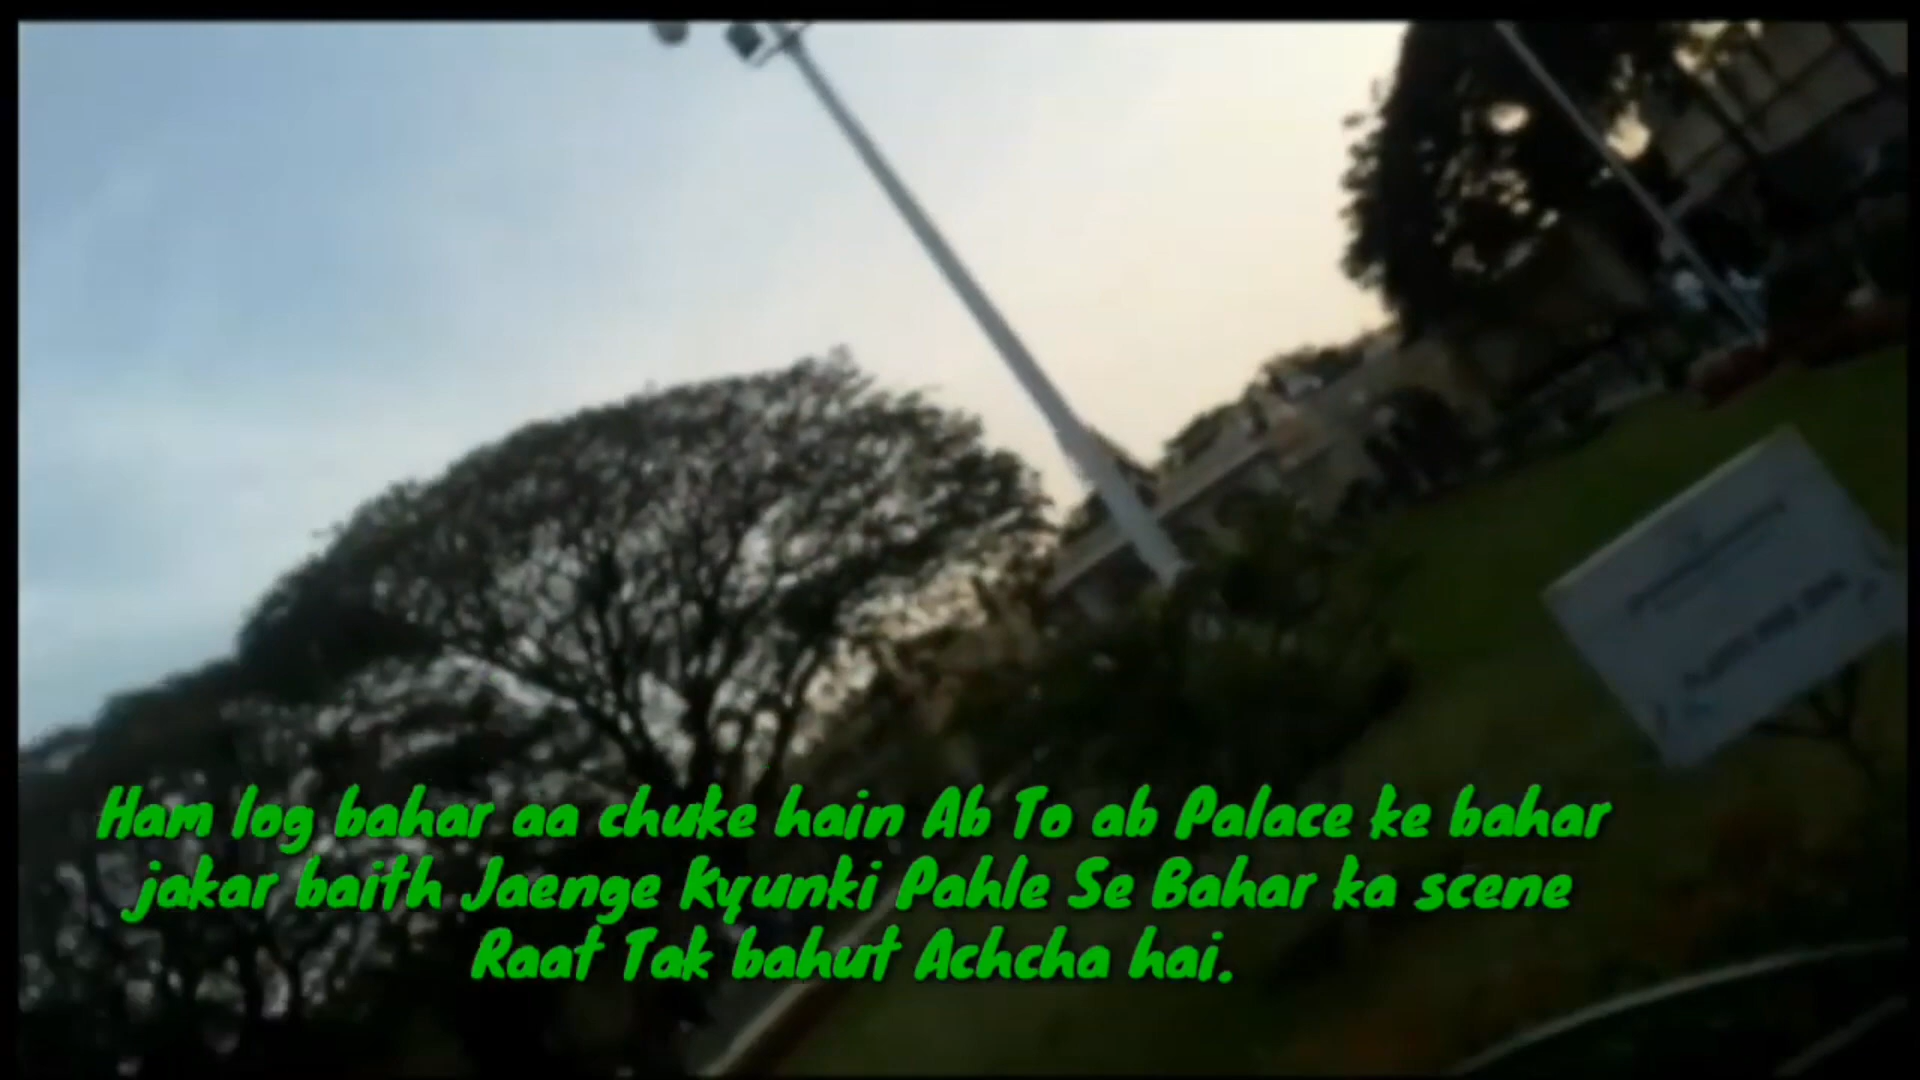 Ham log bahar aa chuke hain Ab To ab Palace ke bahar
jakar baith Jaenge Kyunki Pahle Se Bahar ka scene
Raat Tak bahut Achcha hai.